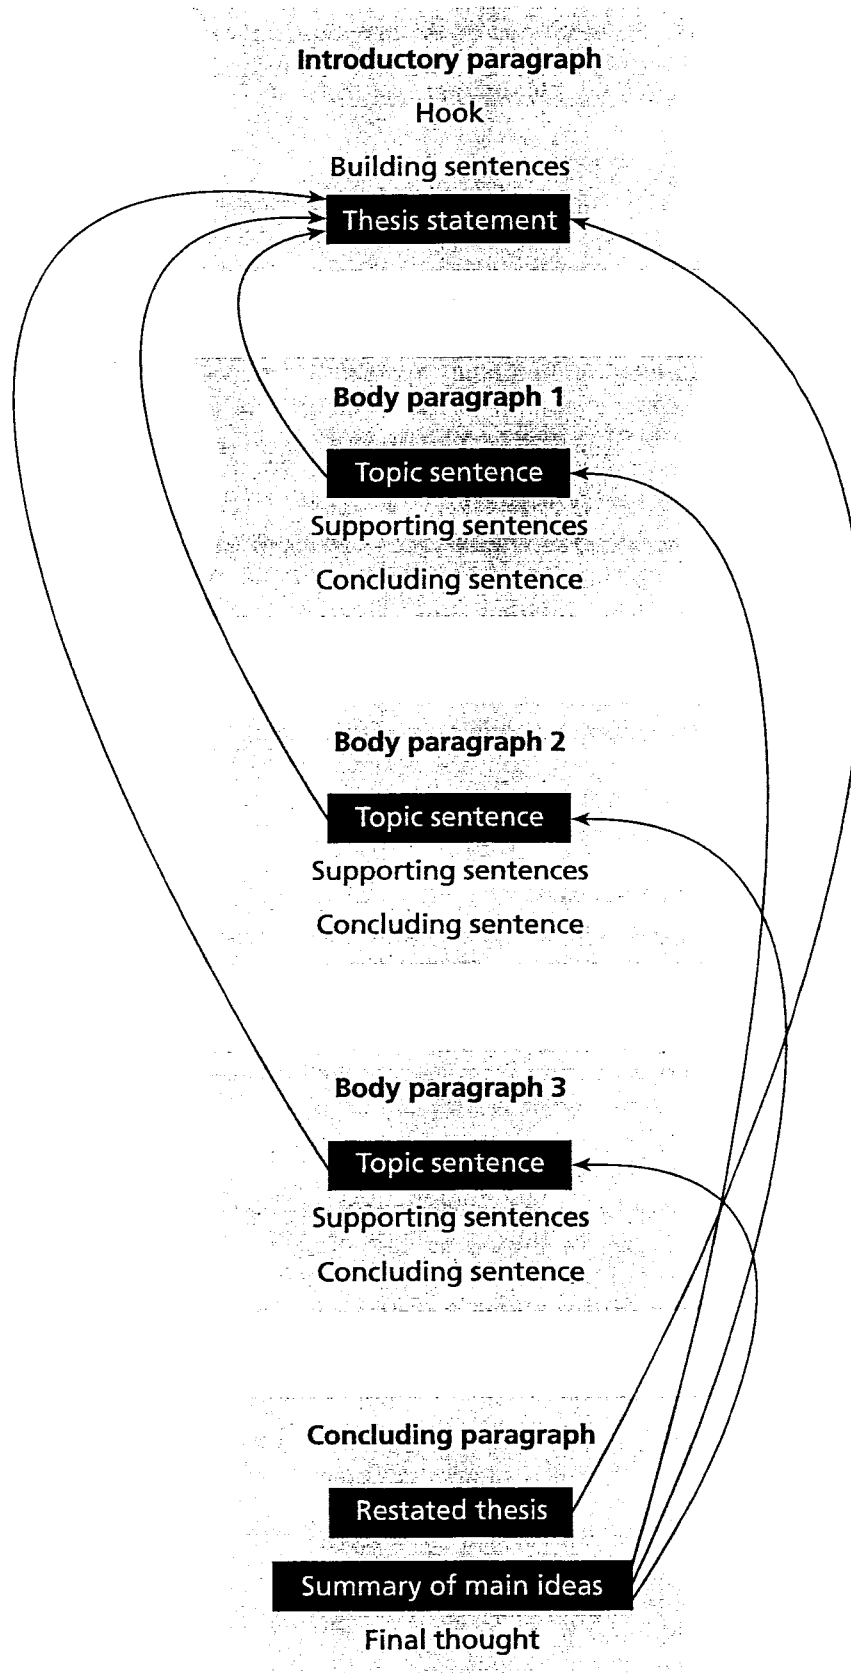 Introductory paragraph
Hook
Building sentences
Thesis statement
Body paragraph 1
Topic sentence
Supporting sentences
Concluding sentence
Body paragraph 2
Topic sentence
Supporting sentences
Concluding sentence
Body paragraph 3
Topic sentence
Supporting sentences
Concluding sentence
Concluding paragraph
Restated thesis
Summary of main ideas
Final thought